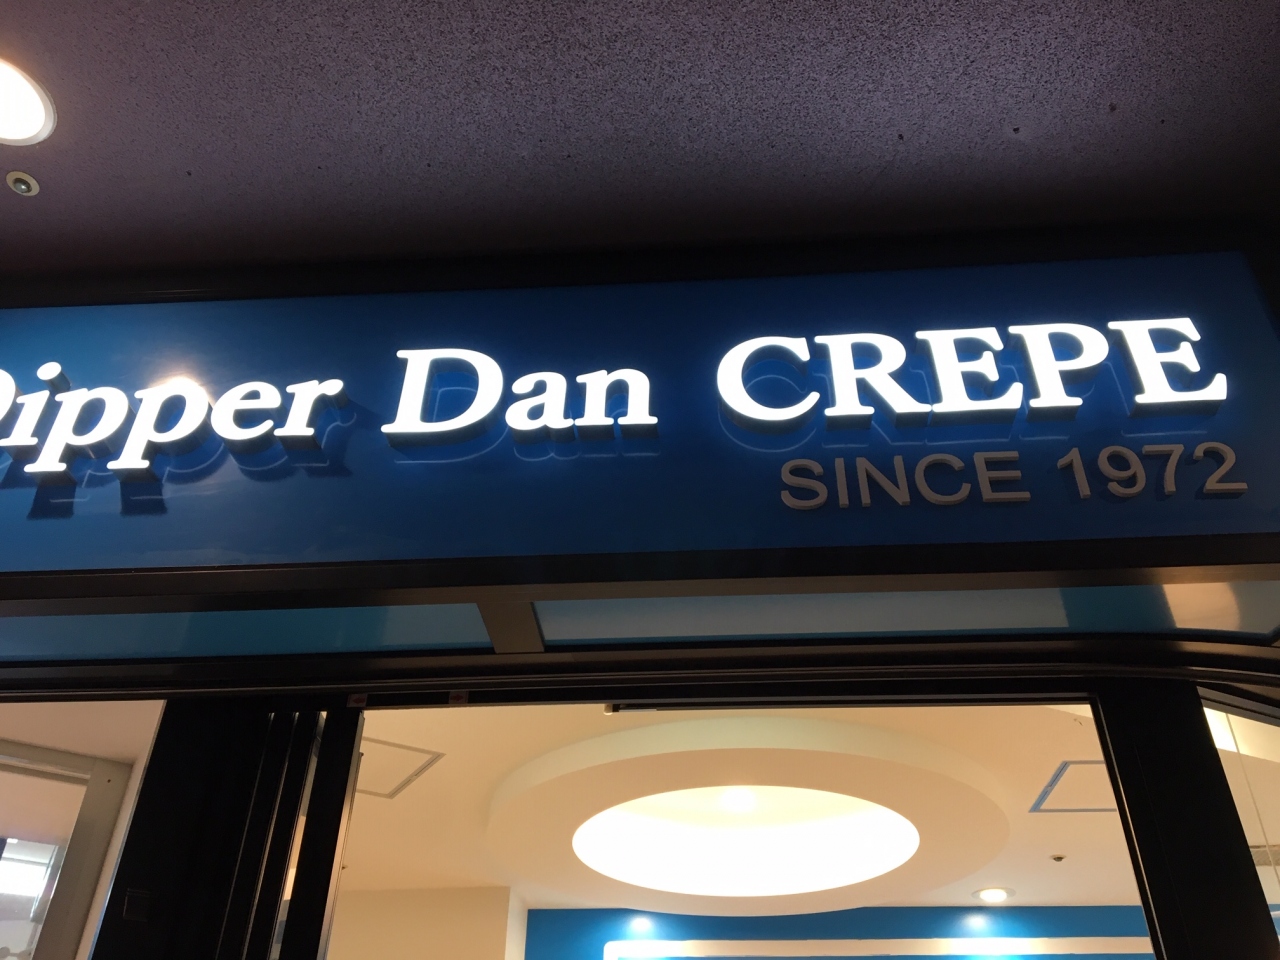 Dipper Dan CREPE
SINCE 1972